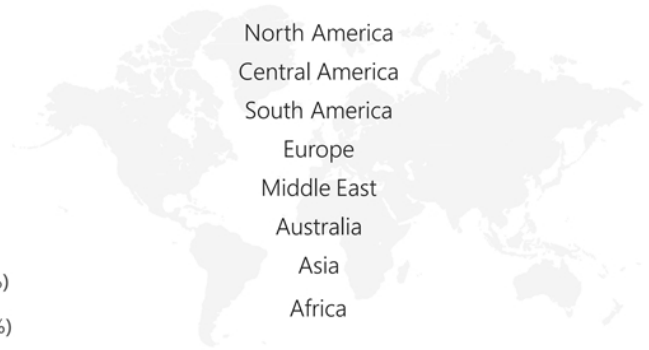 North America
Central America
South America
Europe
Middle East
Australia
Asia
%)
Africa
%)